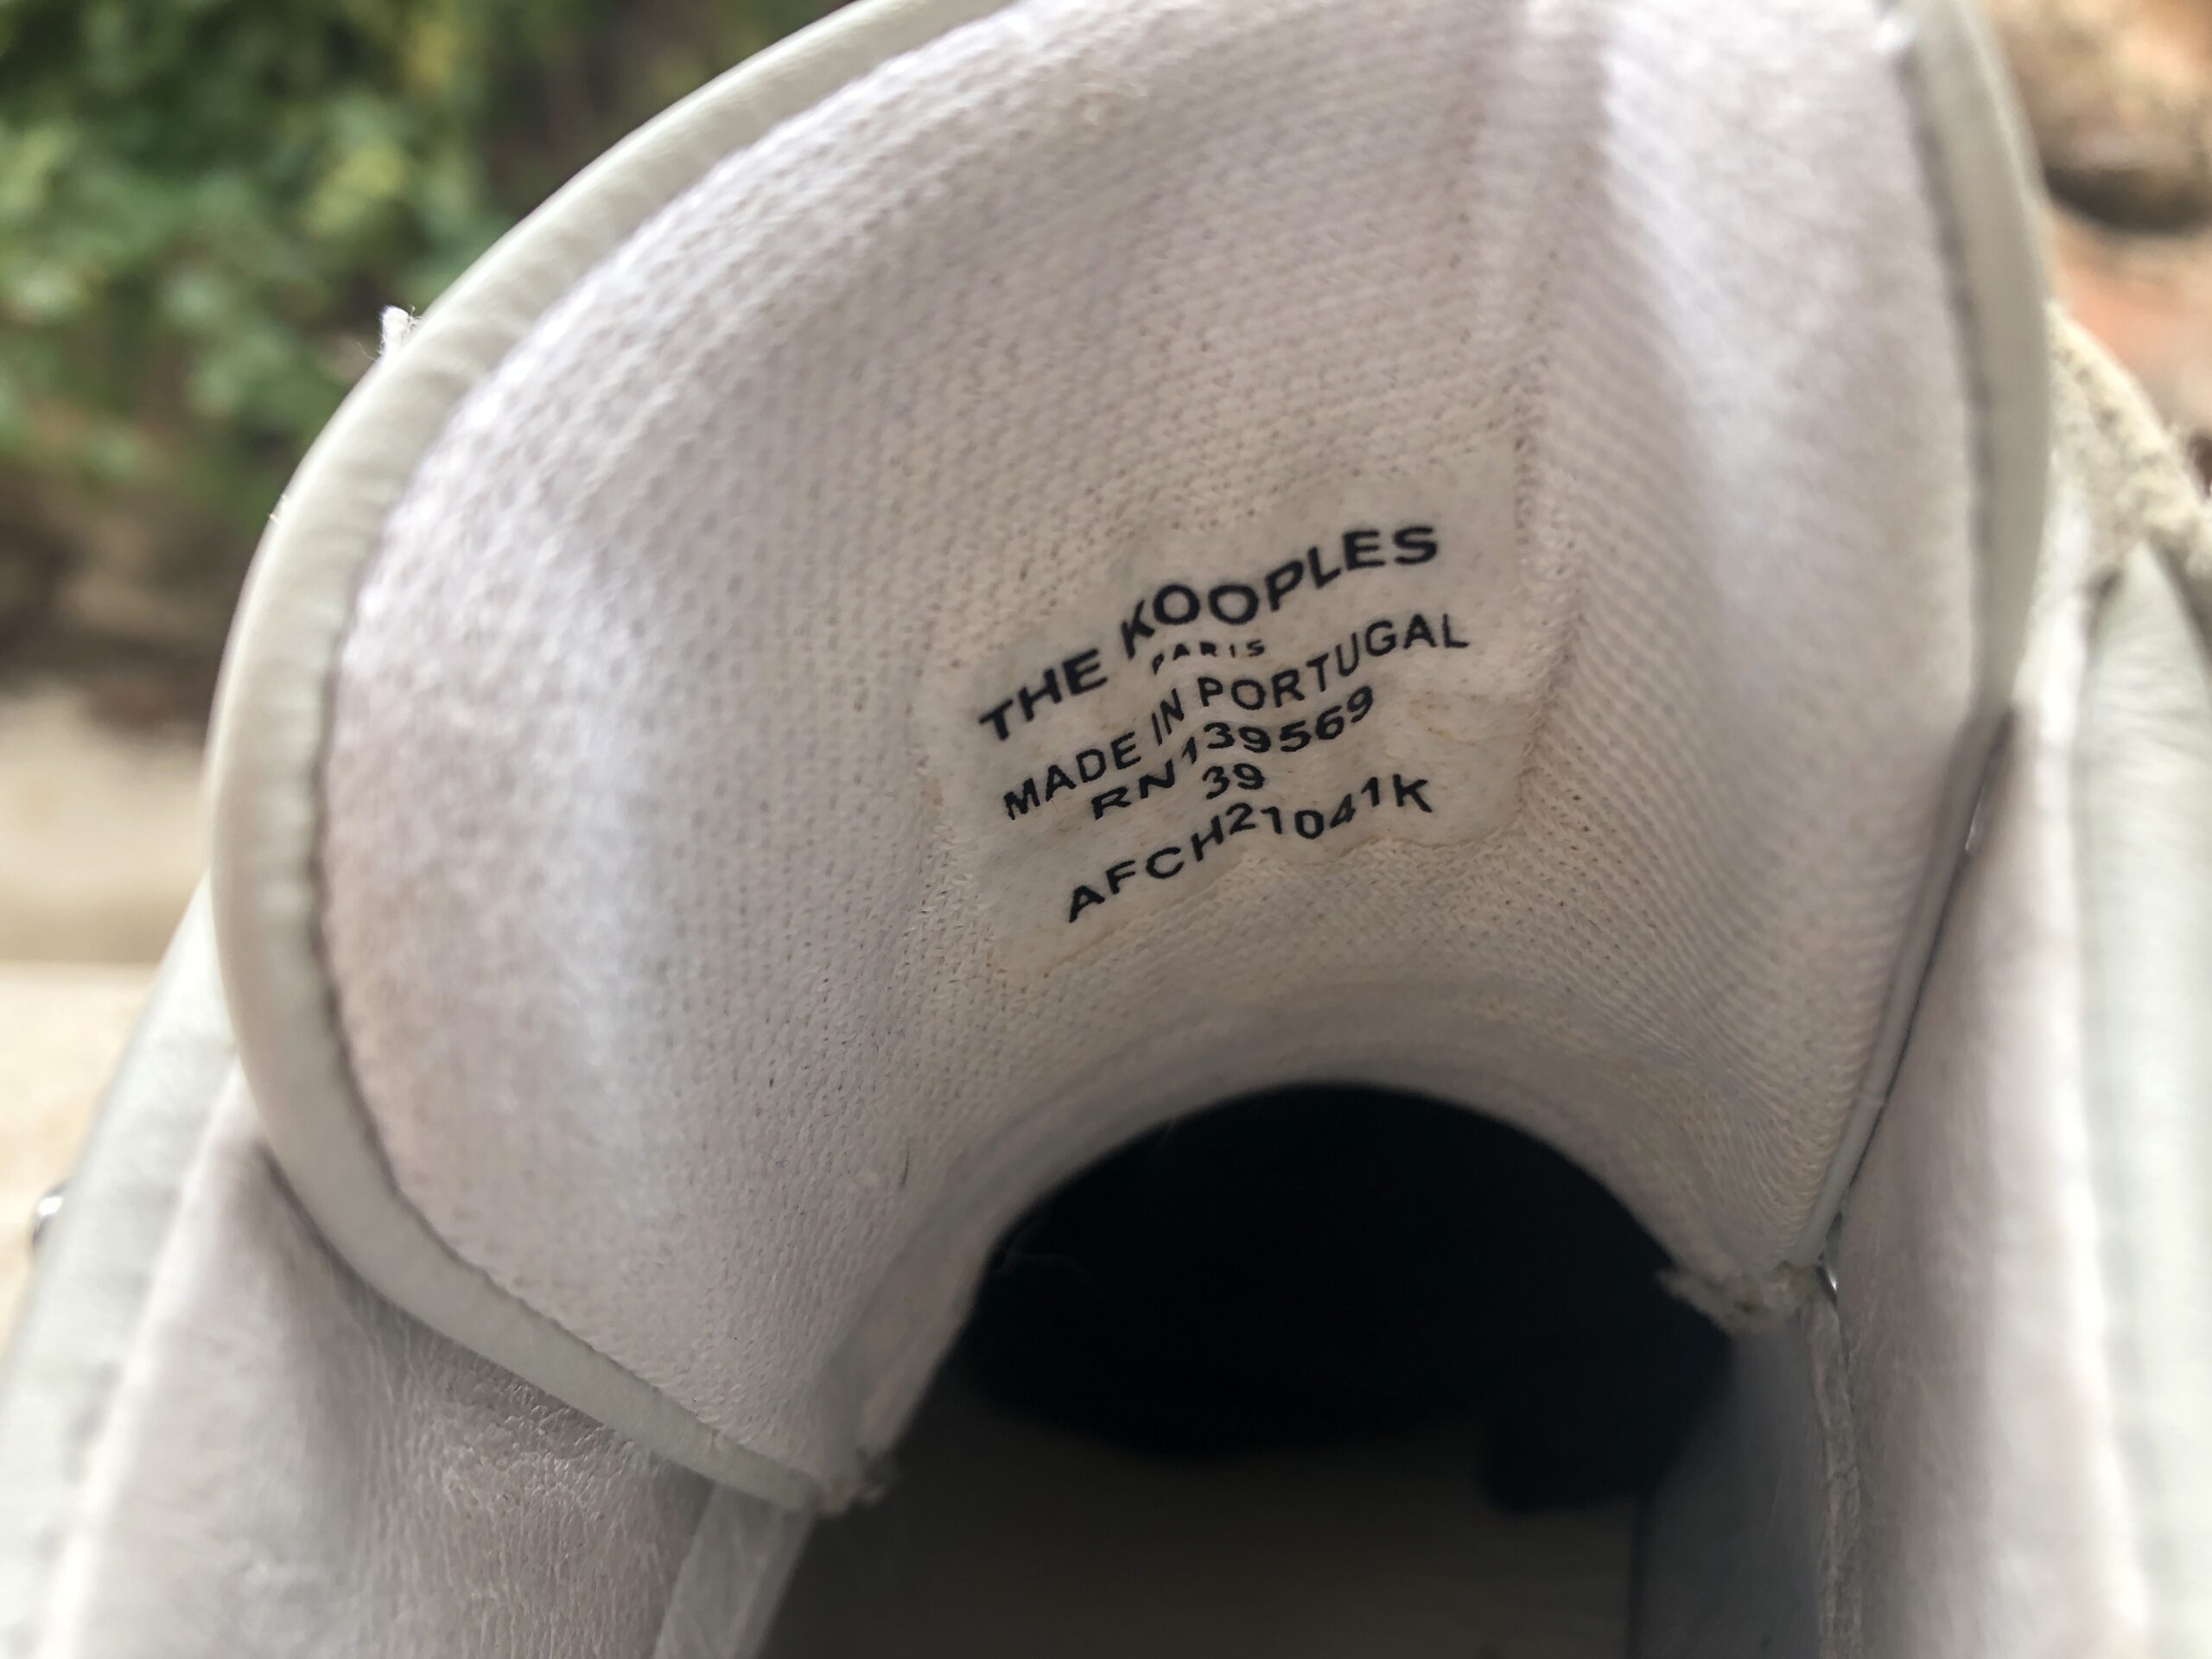 THE KOOPLES
PARIS
MADE IN PORTUGAL
RN139569
39
AFCH21041K